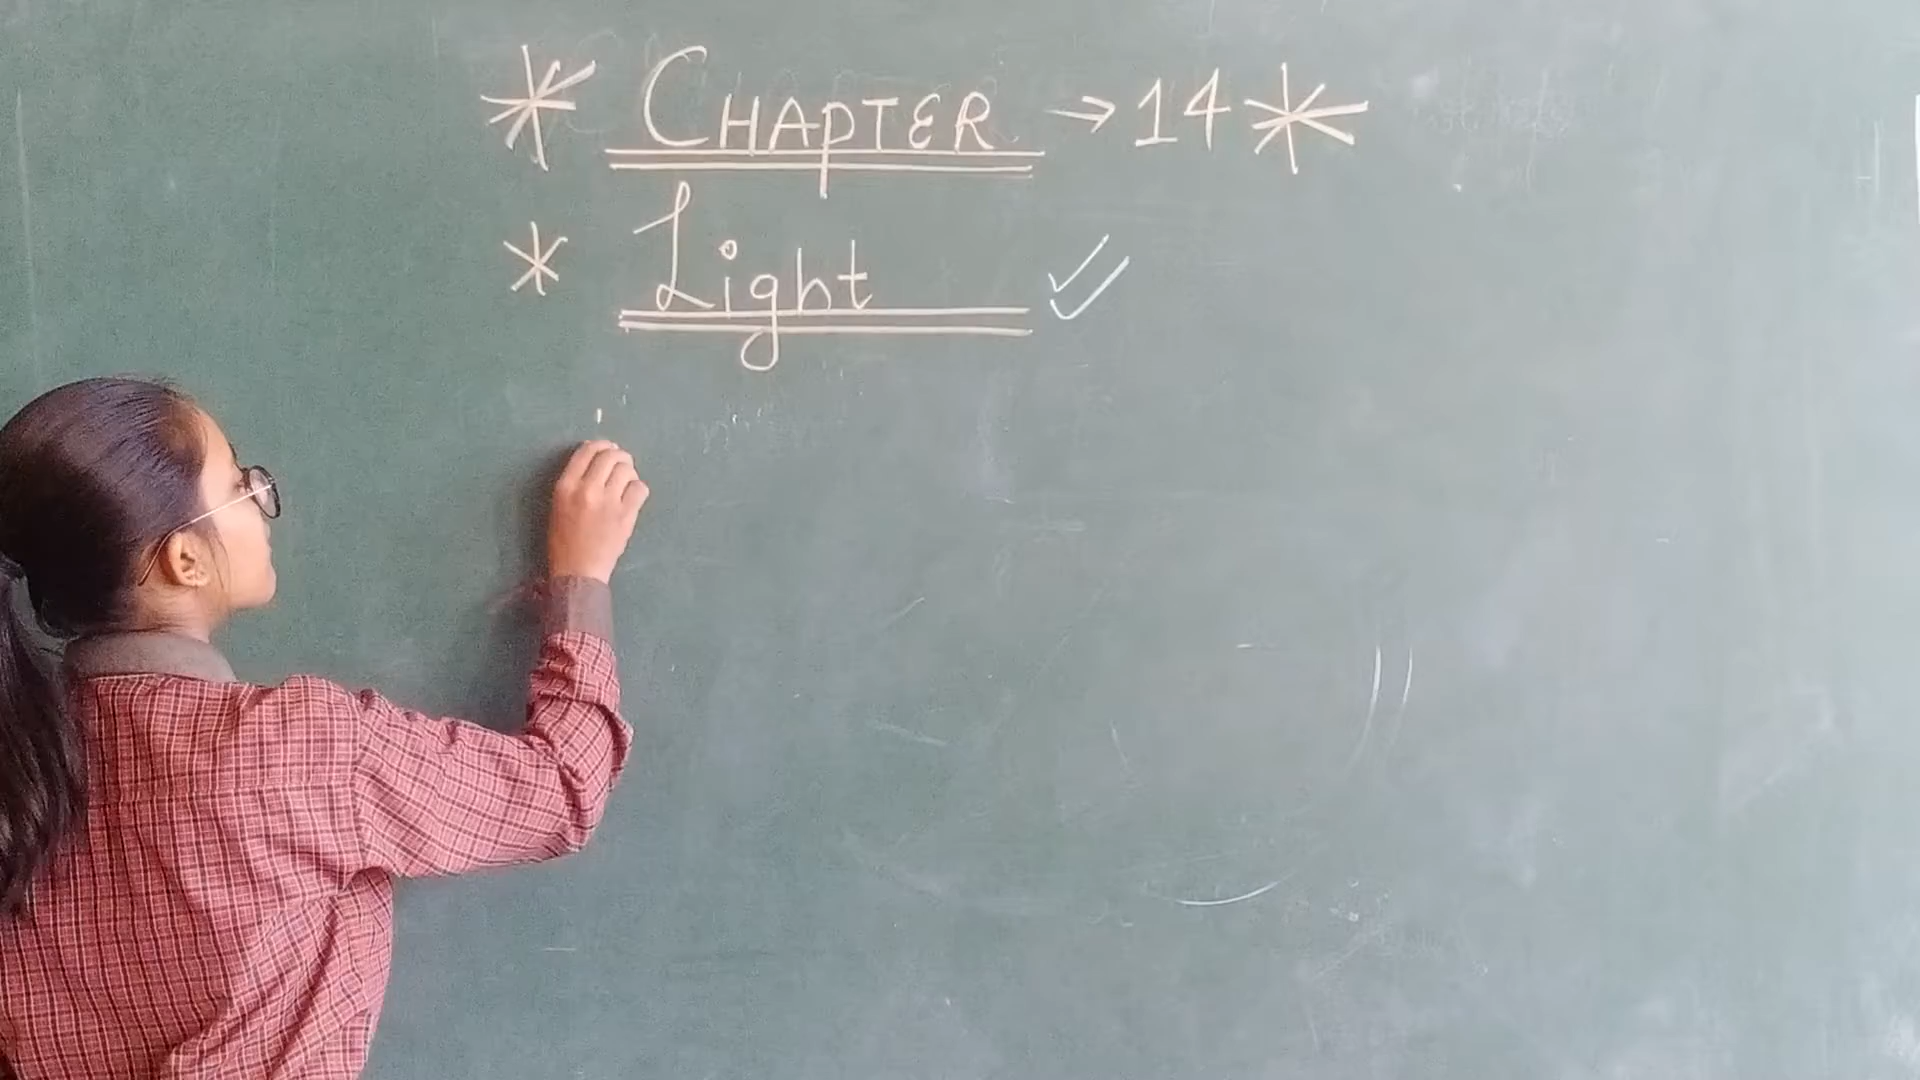 * CHAPTER → 14 *
* Light ✓✓